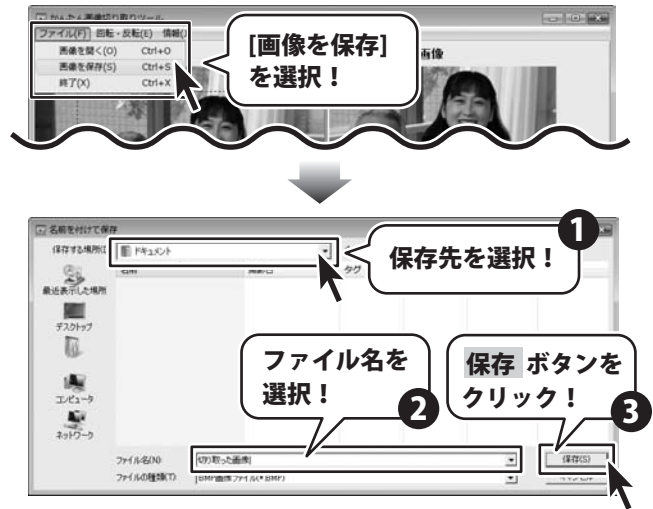 かんたん画像切り取りツール
ファイル(F) 回転・反転(E) 情報(
画像を開く(O) Ctrl+O
画像を保存(S) Ctrl+S
終了(X) Ctrl+X
画像
[画像を保存]
を選択！
名前を付けて保存
保存する場所(I
ドキュメント
1
保存先を選択！
名前 撮影日 タグ
最近表示した場所
デスクトップ
コンピュータ
ネットワーク
ファイル名を
選択！
2
保存 ボタンを
クリック！
3
ファイル名(N): 切り取った画像
保存(S)
ファイルの種類(T): BMP画像ファイル(*.BMP)
キャンセル